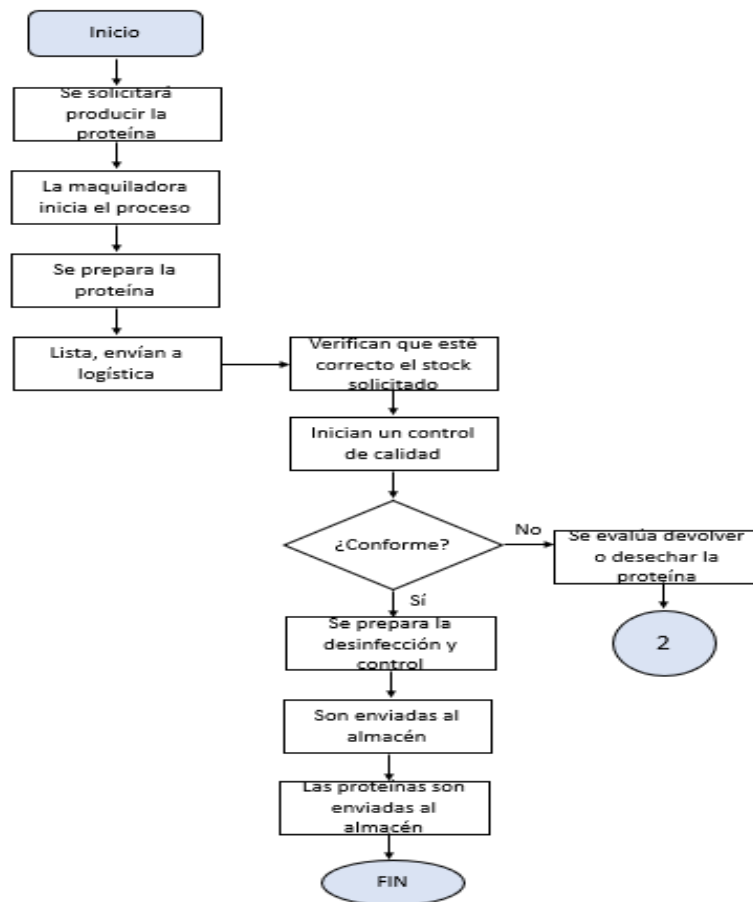 Inicio
Se solicitará
producir la
proteína
La maquiladora
inicia el proceso
Se prepara la
proteína
Lista, envían a
logística
Verifican que esté
correcto el stock
solicitado
Inician un control
de calidad
¿Conforme?
No
Se evalúa devolver
o desechar la
proteína
2
Sí
Se prepara la
desinfección y
control
Son enviadas al
almacén
Las proteínas son
enviadas al
almacén
FIN